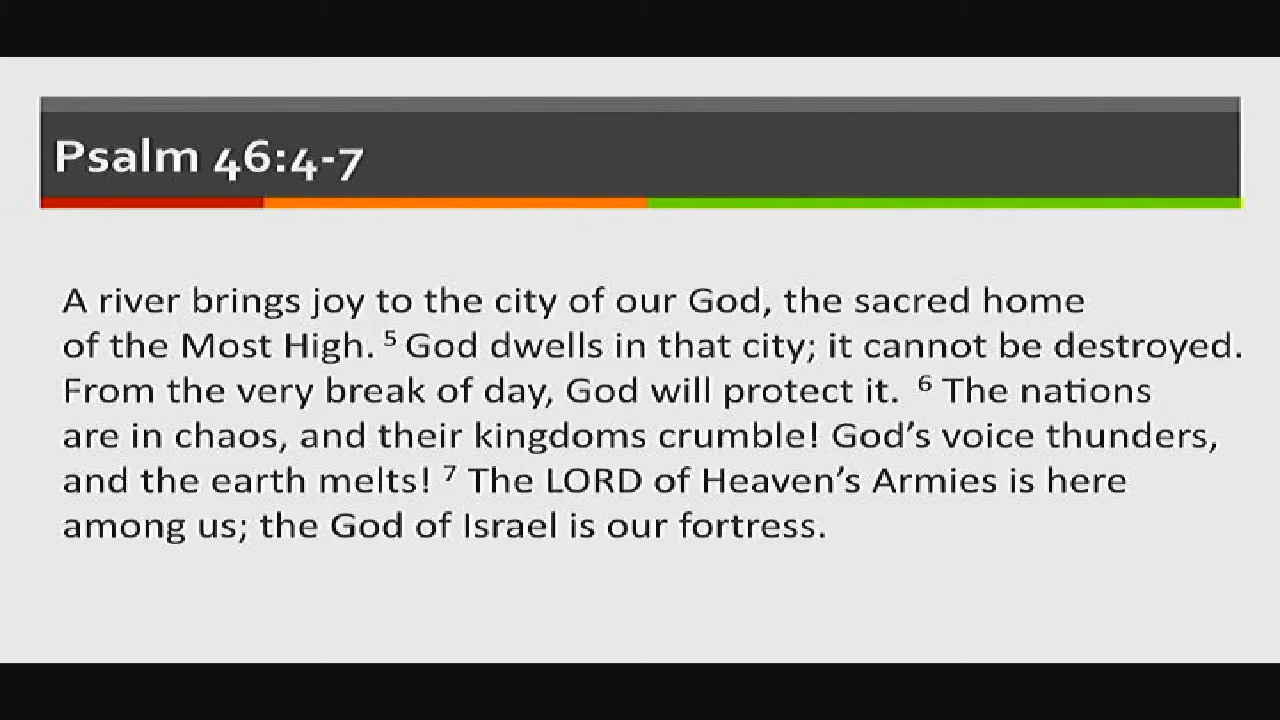 Psalm 46:4-7
A river brings joy to the city of our God, the sacred home
of the Most High. ⁵ God dwells in that city; it cannot be destroyed.
From the very break of day, God will protect it. ⁶ The nations
are in chaos, and their kingdoms crumble! God’s voice thunders,
and the earth melts! ⁷ The LORD of Heaven’s Armies is here
among us; the God of Israel is our fortress.